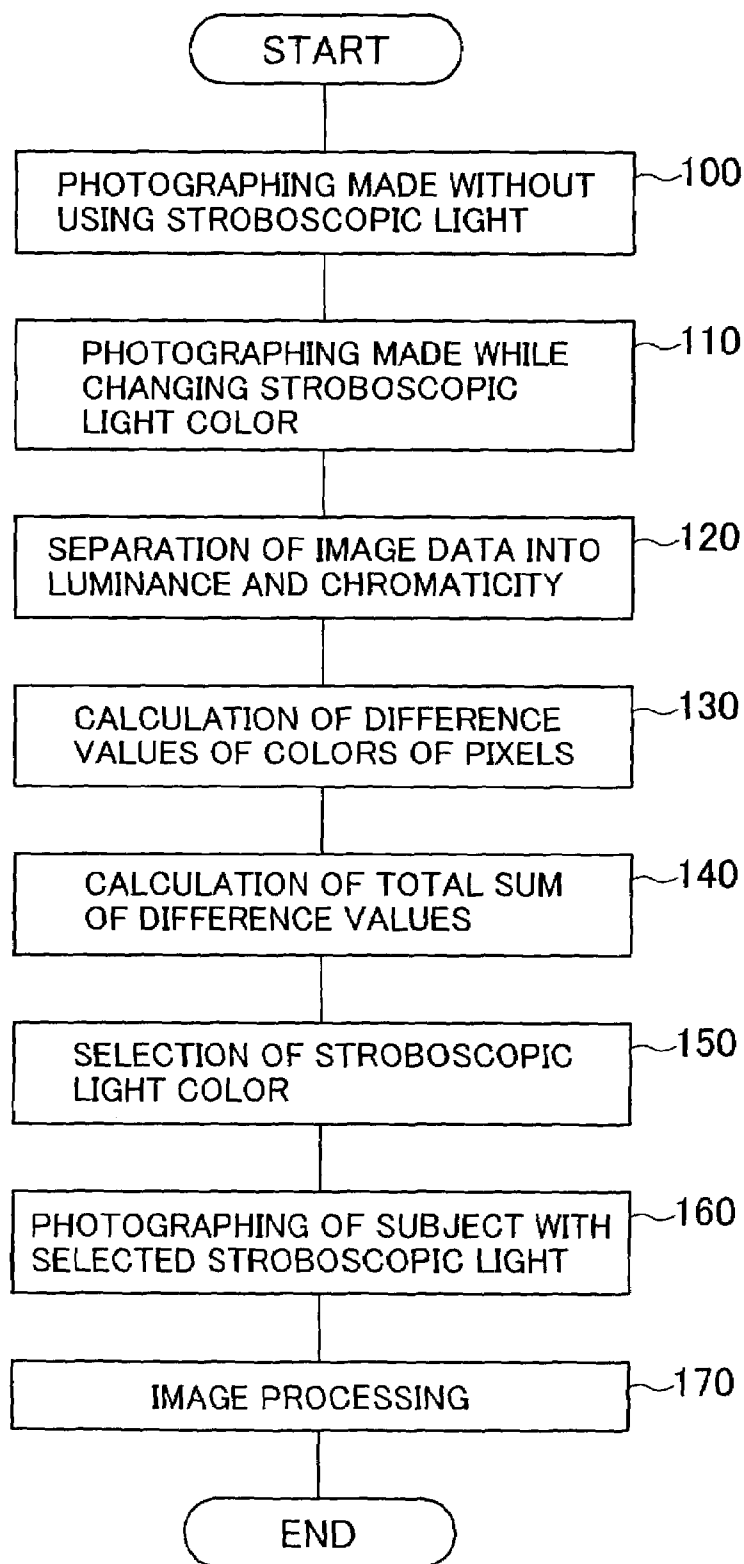 START
PHOTOGRAPHING MADE WITHOUT
USING STROBOSCOPIC LIGHT
100
PHOTOGRAPHING MADE WHILE
CHANGING STROBOSCOPIC
LIGHT COLOR
110
SEPARATION OF IMAGE DATA INTO
LUMINANCE AND CHROMATICITY
120
CALCULATION OF DIFFERENCE
VALUES OF COLORS OF PIXELS
130
CALCULATION OF TOTAL SUM
OF DIFFERENCE VALUES
140
SELECTION OF STROBOSCOPIC
LIGHT COLOR
150
PHOTOGRAPHING OF SUBJECT WITH
SELECTED STROBOSCOPIC LIGHT
160
IMAGE PROCESSING
170
END